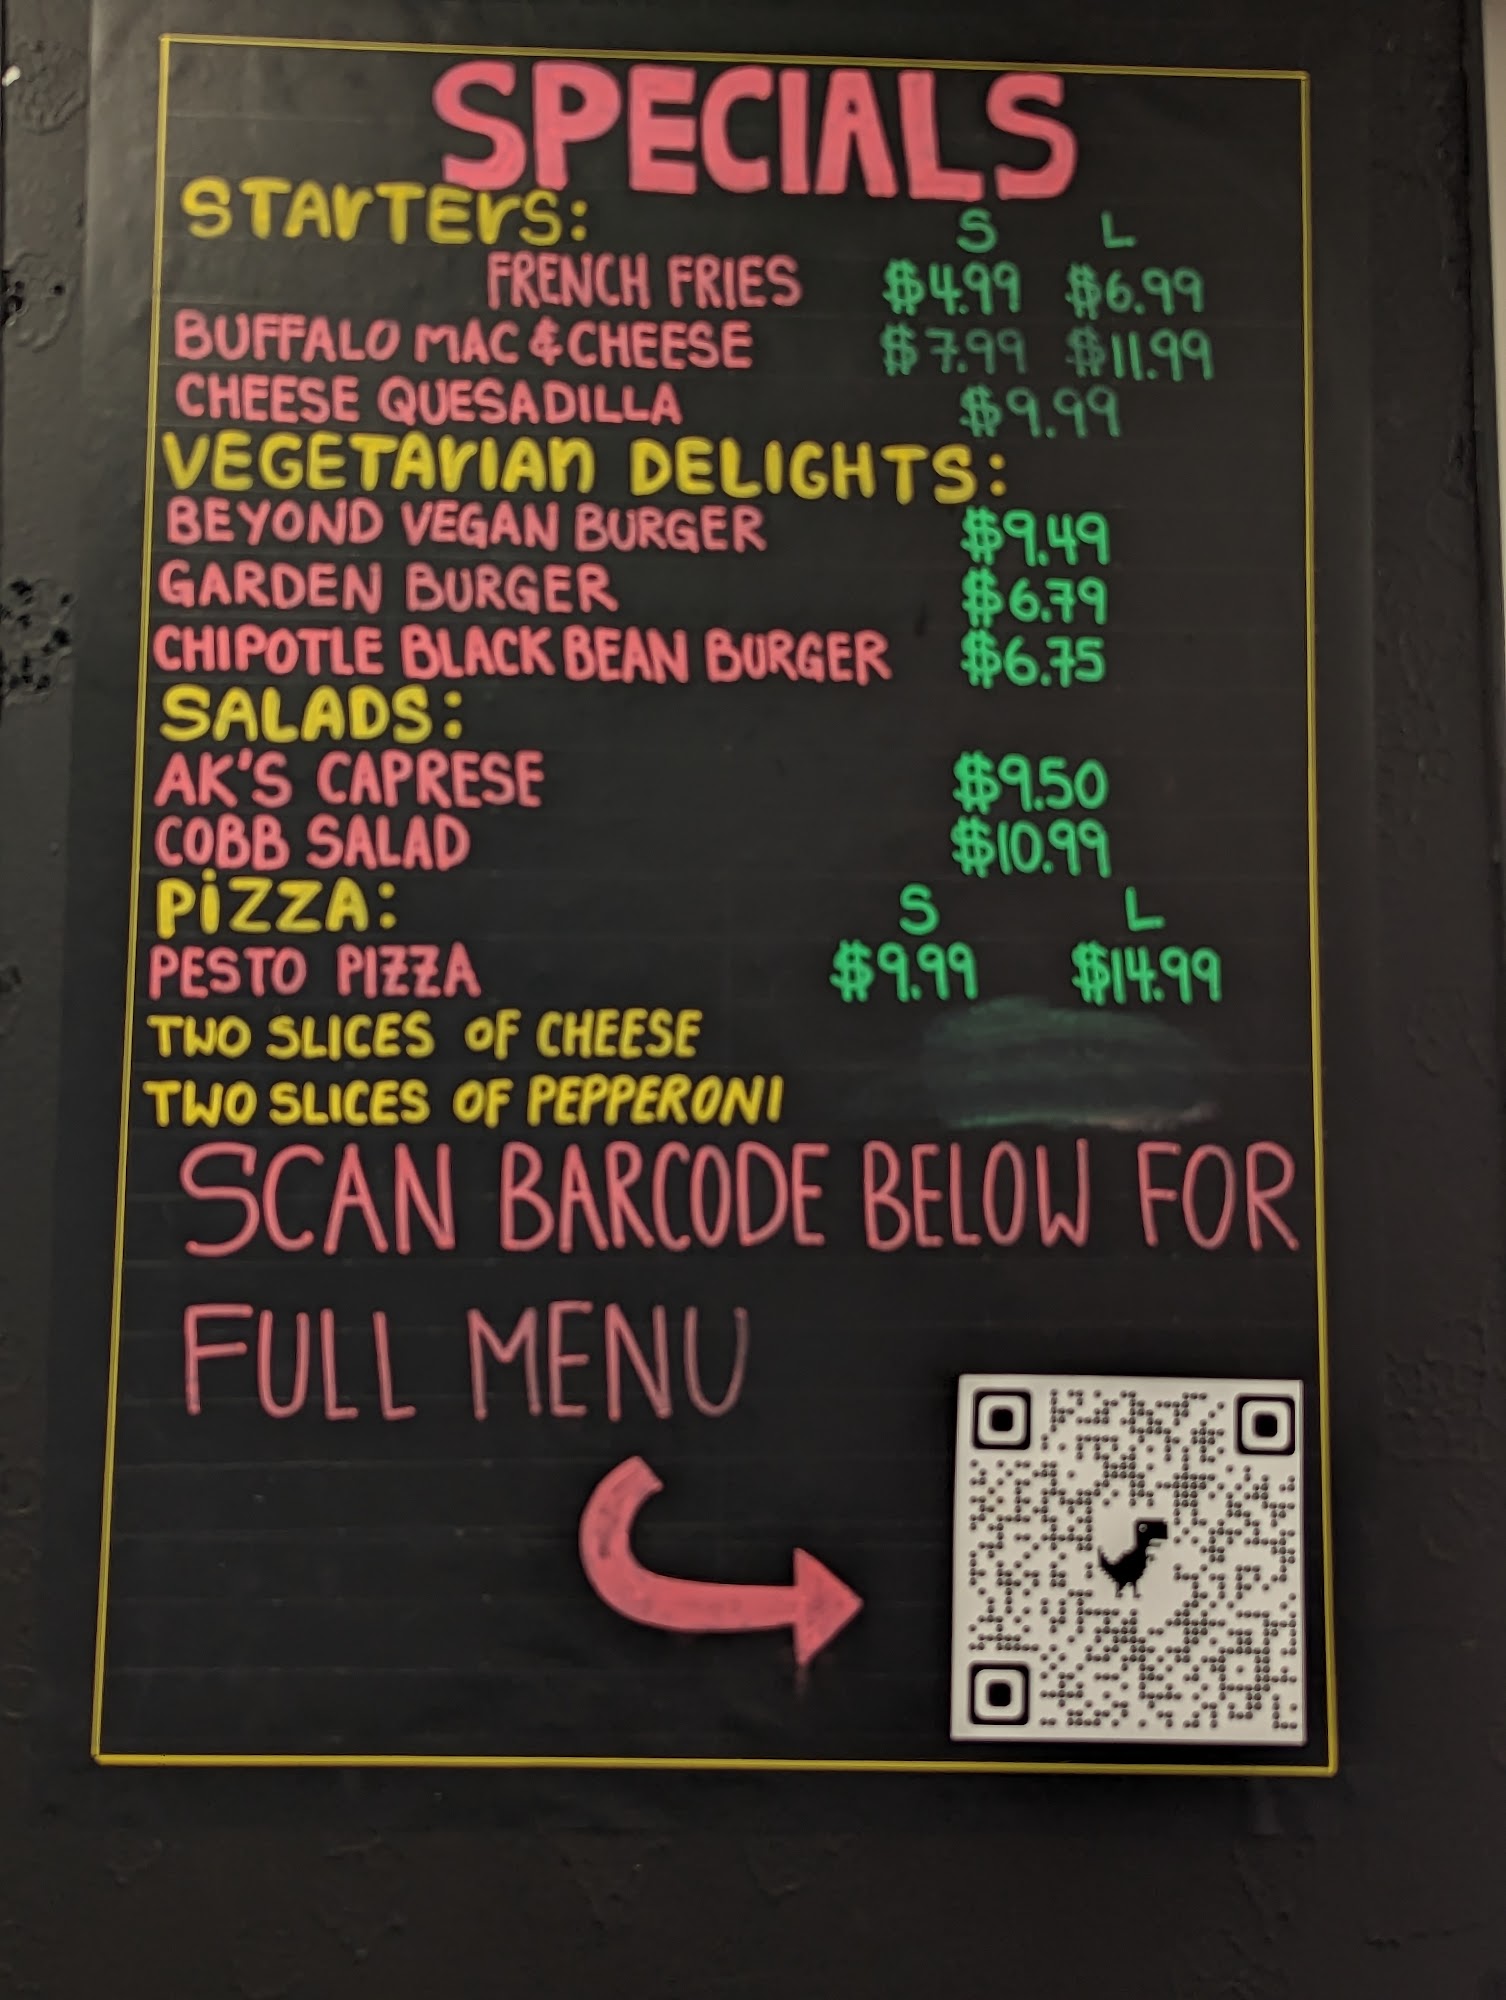 SPECIALS
STARTERS: S L
FRENCH FRIES $4.99 $6.99
BUFFALO MAC & CHEESE $7.99 $11.99
CHEESE QUESADILLA $9.99
VEGETARIAN DELIGHTS:
BEYOND VEGAN BURGER $9.49
GARDEN BURGER $6.79
CHIPOTLE BLACK BEAN BURGER $6.75
SALADS:
AK'S CAPRESE $9.50
COBB SALAD $10.99
PIZZA: S L
PESTO PIZZA $9.99 $14.99
TWO SLICES OF CHEESE
TWO SLICES OF PEPPERONI
SCAN BARCODE BELOW FOR
FULL MENU